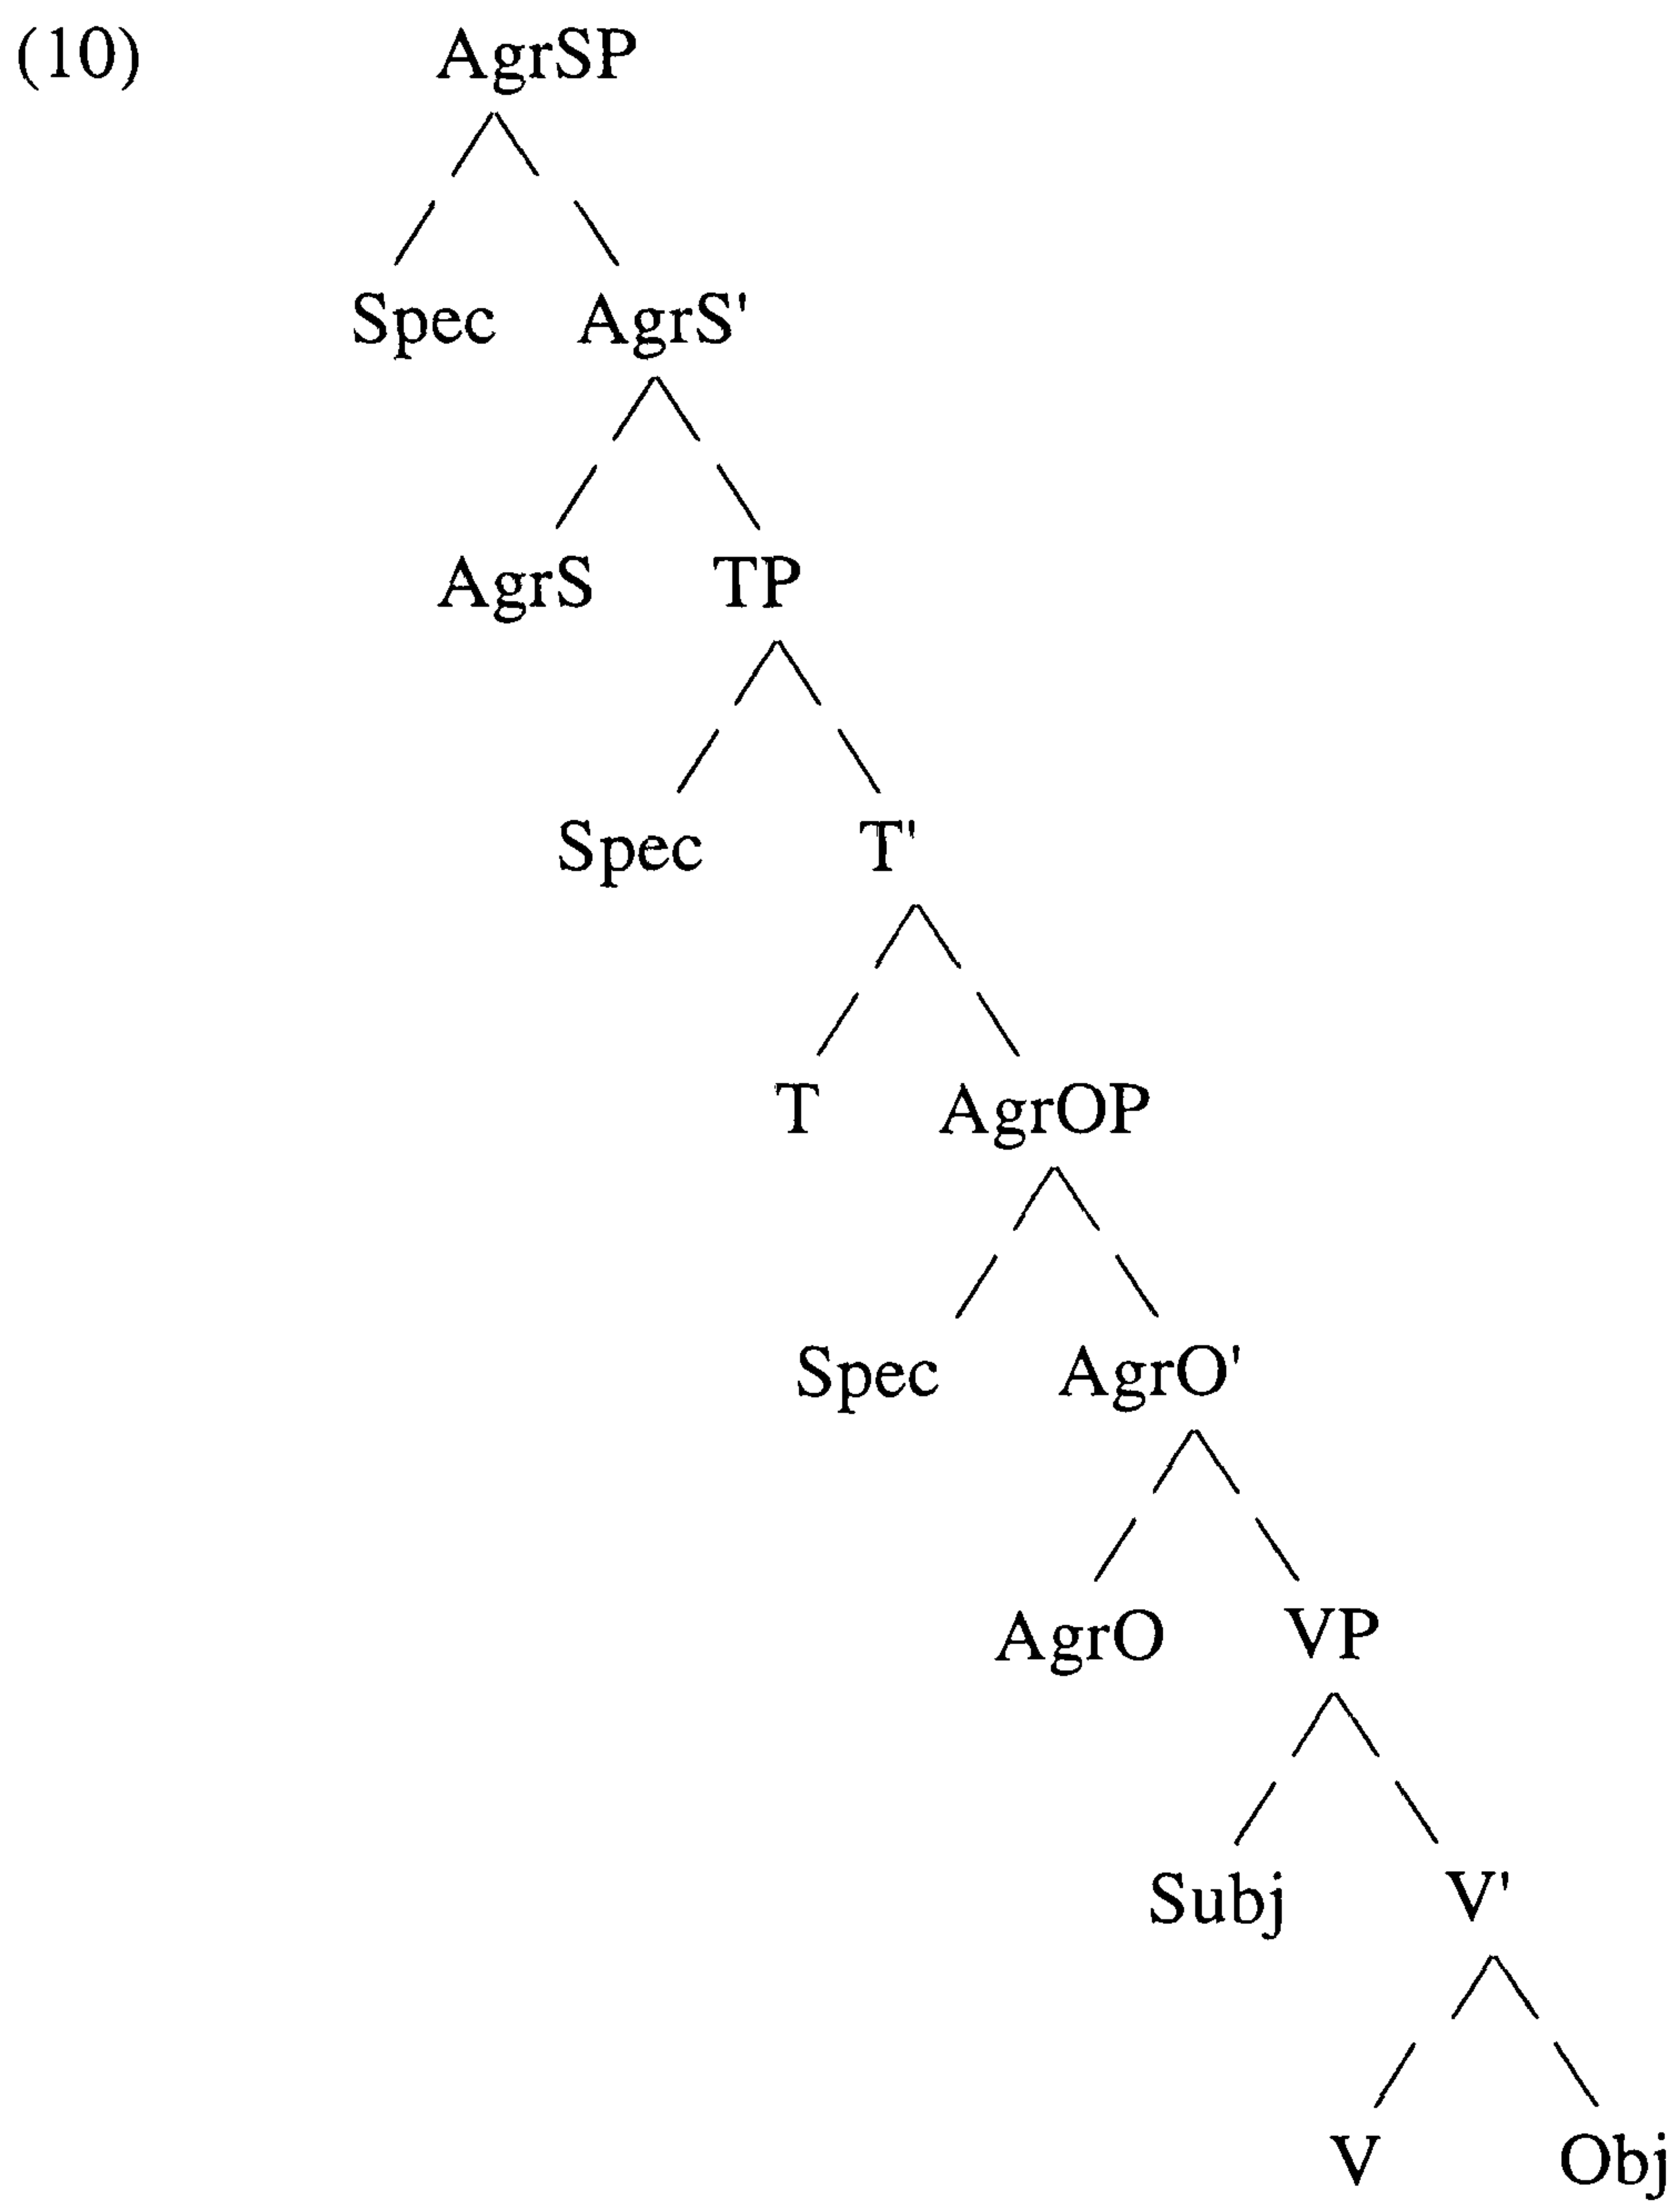 (10) AgrSP
Spec AgrS'
AgrS TP
Spec T'
T AgrOP
Spec AgrO'
AgrO VP
Subj V'
V Obj